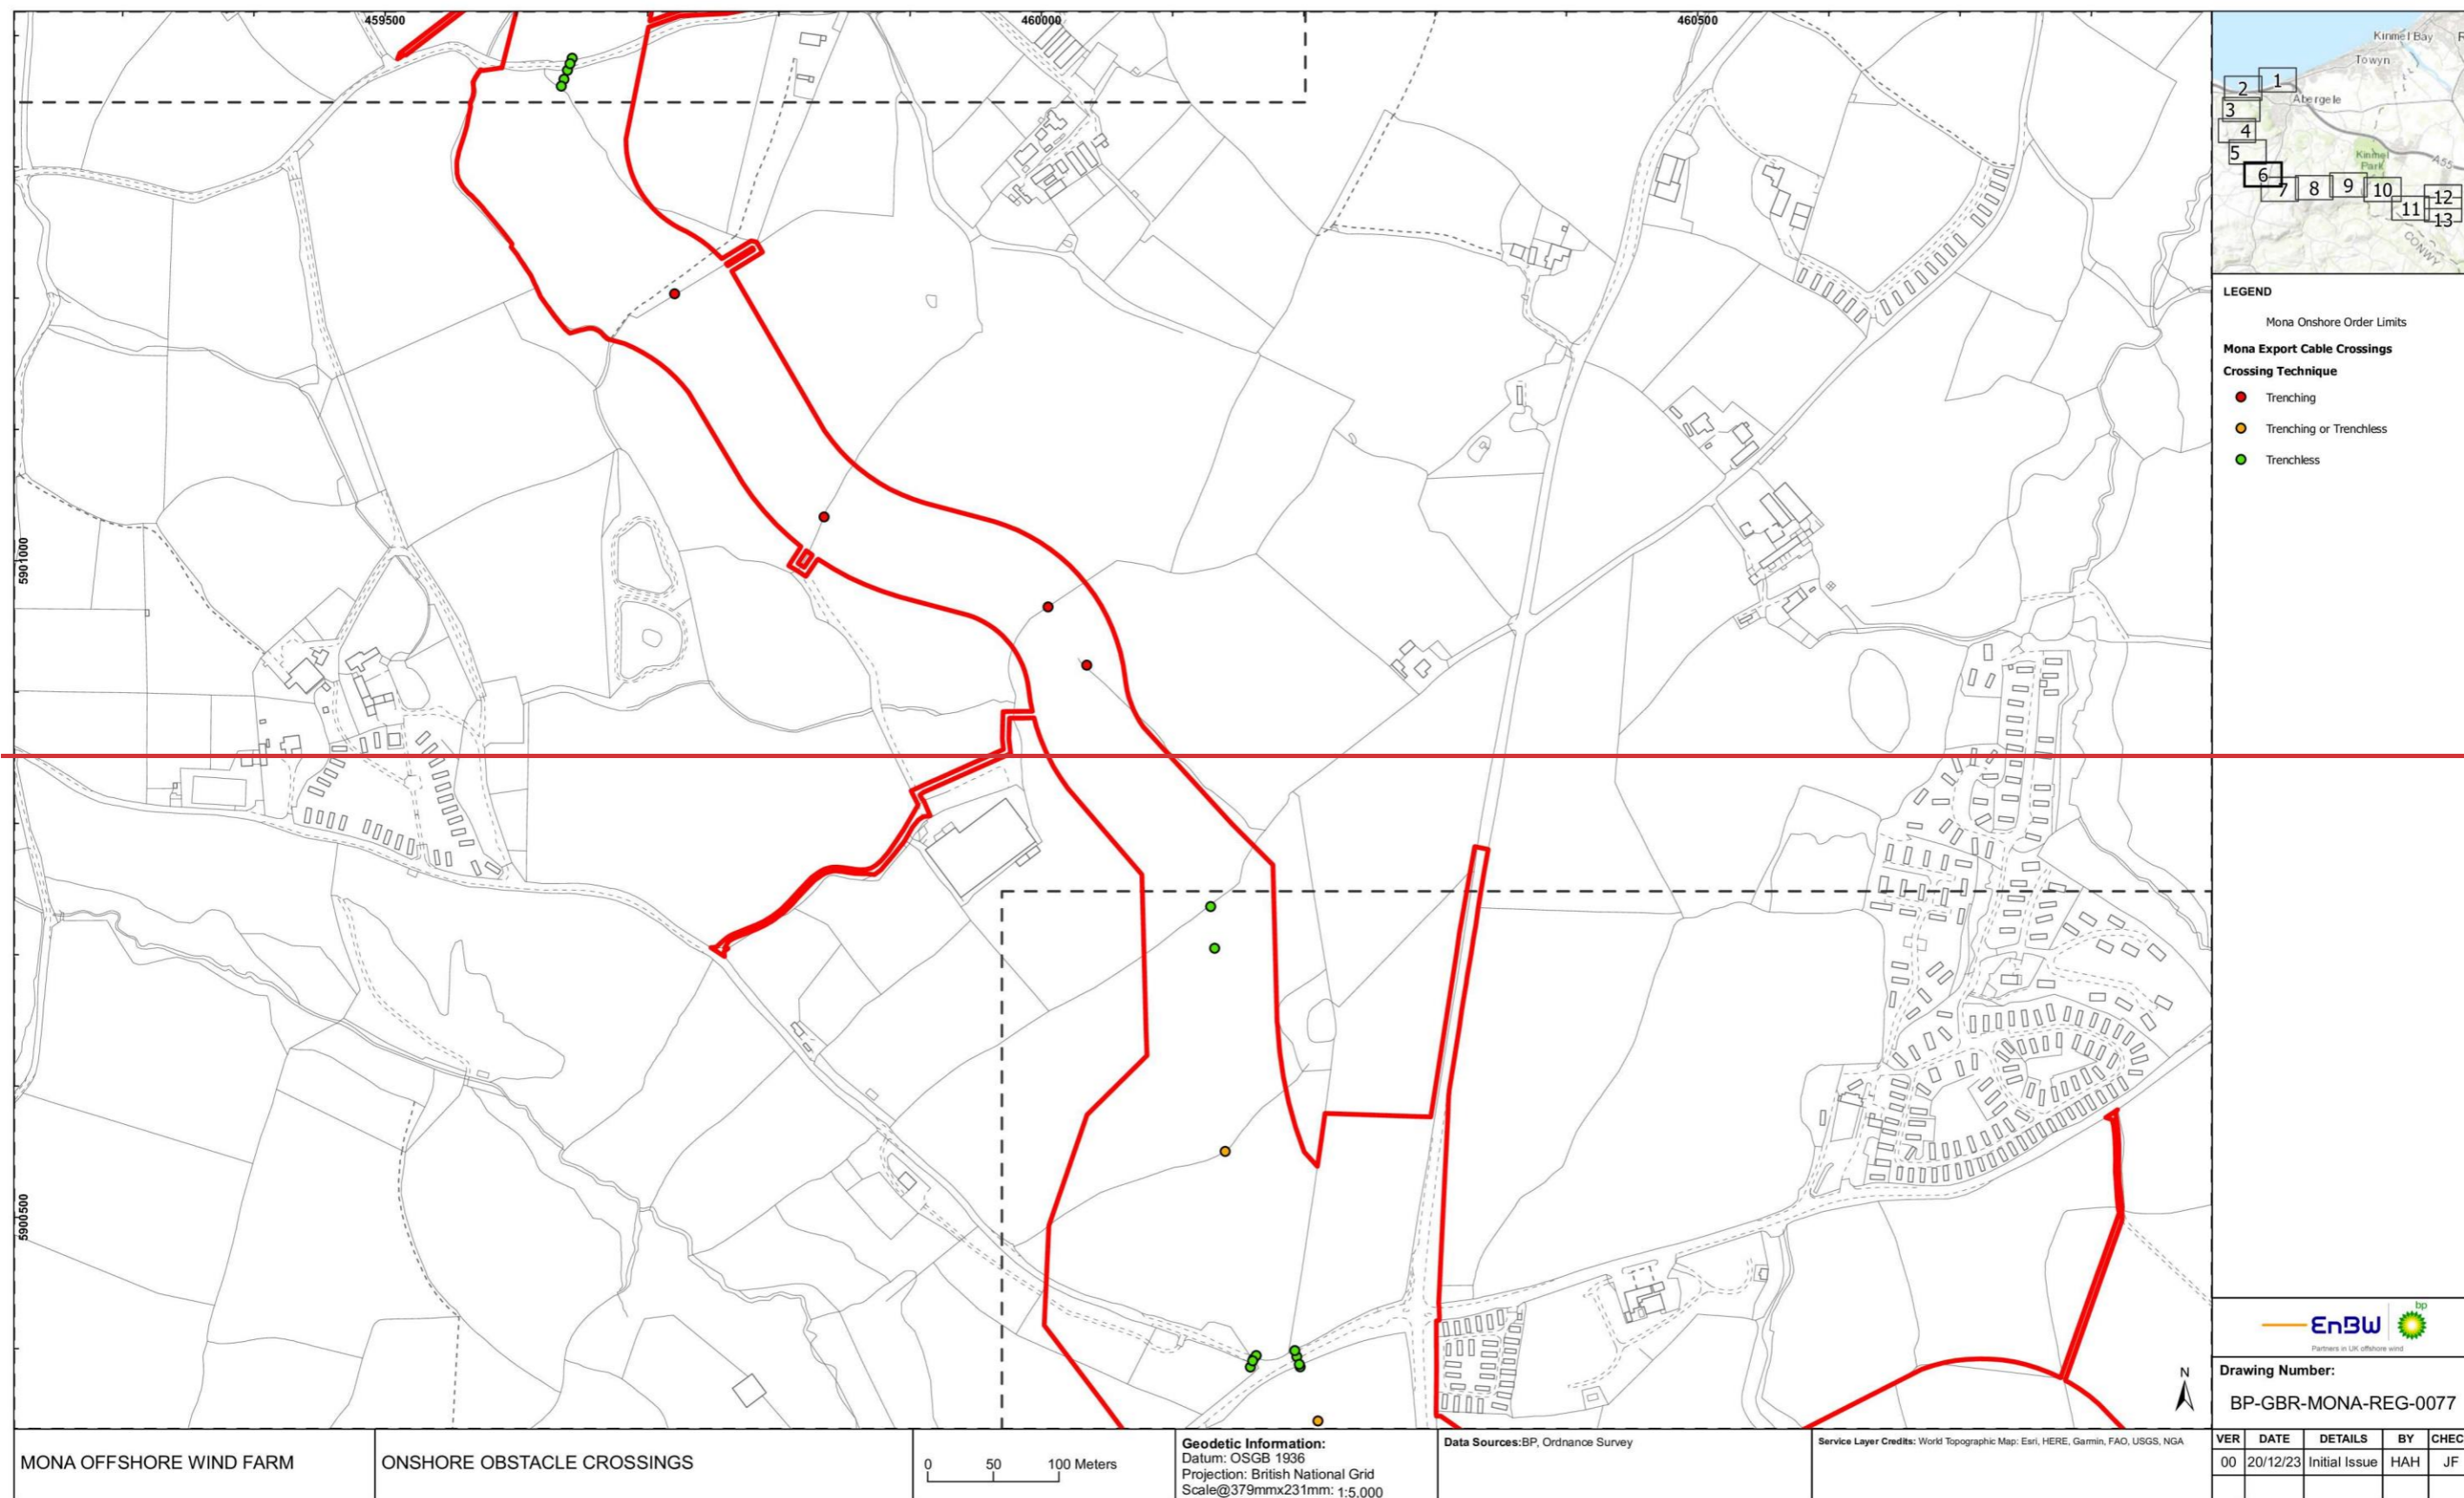 459500
460000
460500
5901000
5900500
Kinmel Bay
Towyn
Abergele
Kinmel
Park
A55
CONWY
1
2
3
4
5
6
7
8
9
10
11
12
13
LEGEND
Mona Onshore Order Limits
Mona Export Cable Crossings
Crossing Technique
Trenching
Trenching or Trenchless
Trenchless
N
EnBW
bp
Partners in UK offshore wind
Drawing Number:
BP-GBR-MONA-REG-0077
VER DATE DETAILS BY CHEC
00 20/12/23 Initial Issue HAH JF
MONA OFFSHORE WIND FARM
ONSHORE OBSTACLE CROSSINGS
0 50 100 Meters
Geodetic Information:
Datum: OSGB 1936
Projection: British National Grid
Scale@379mmx231mm: 1:5,000
Data Sources:BP, Ordnance Survey
Service Layer Credits: World Topographic Map: Esri, HERE, Garmin, FAO, USGS, NGA